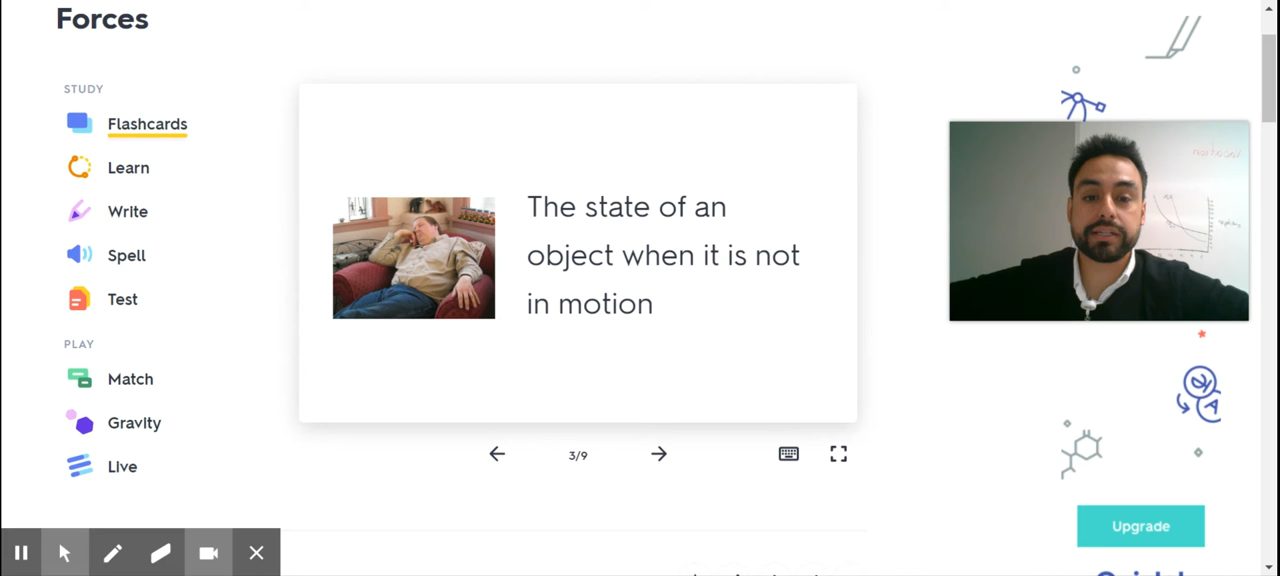 Forces
STUDY
Flashcards
Learn
Write
Spell
Test
PLAY
Match
Gravity
Live
The state of an
object when it is not
in motion
3/9
Upgrade